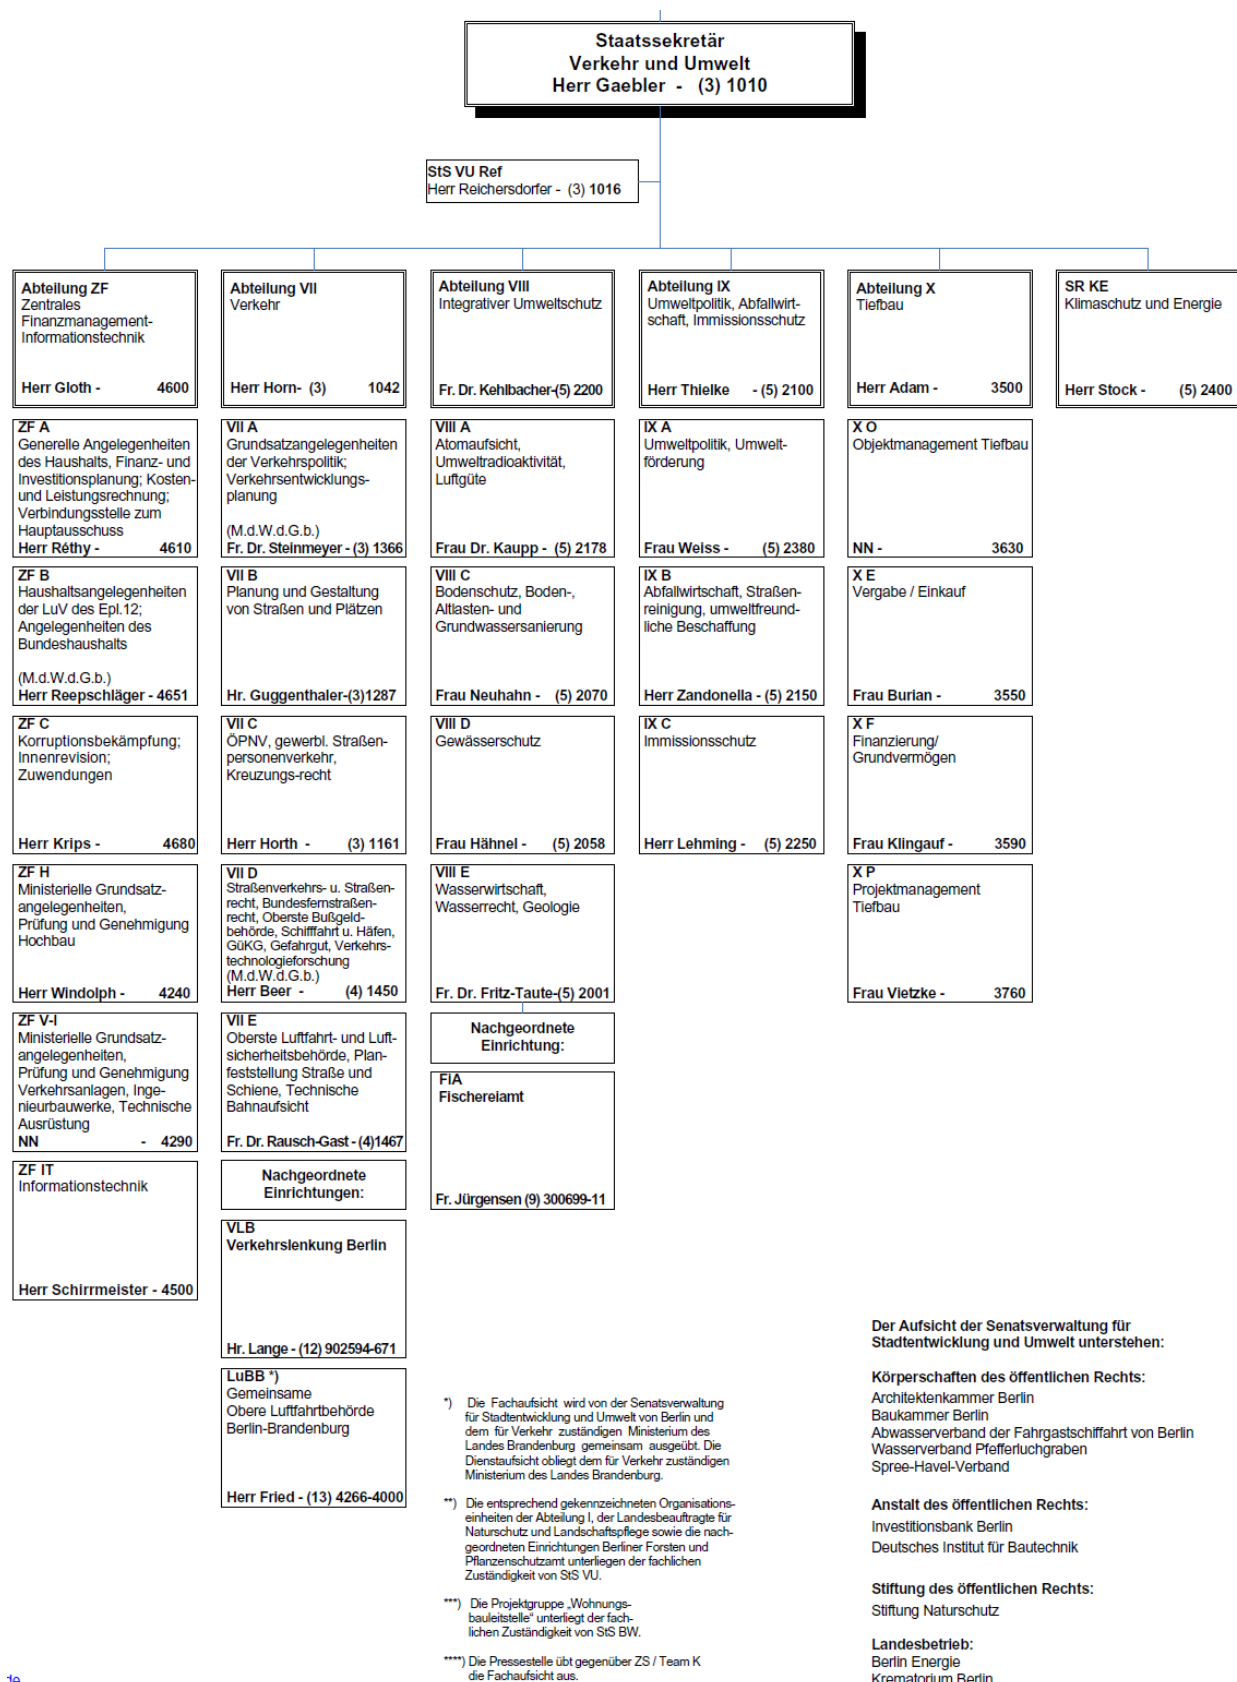 Staatssekretär
Verkehr und Umwelt
Herr Gaebler - (3) 1010
StS VU Ref
Herr Reichersdorfer - (3) 1016
Abteilung ZF
Zentrales
Finanzmanagement-
Informationstechnik
Herr Gloth - 4600
ZF A
Generelle Angelegenheiten
des Haushalts, Finanz- und
Investitionsplanung; Kosten-
und Leistungsrechnung;
Verbindungsstelle zum
Hauptausschuss
Herr Réthy - 4610
ZF B
Haushaltsangelegenheiten
der LuV des Epl.12;
Angelegenheiten des
Bundeshaushalts
(M.d.W.d.G.b.)
Herr Reepschläger - 4651
ZF C
Korruptionsbekämpfung;
Innenrevision;
Zuwendungen
Herr Krips - 4680
ZF H
Ministerielle Grundsatz-
angelegenheiten,
Prüfung und Genehmigung
Hochbau
Herr Windolph - 4240
ZF V-I
Ministerielle Grundsatz-
angelegenheiten,
Prüfung und Genehmigung
Verkehrsanlagen, Inge-
nieurbauwerke, Technische
Ausrüstung
NN - 4290
ZF IT
Informationstechnik
Herr Schirrmeister - 4500
Abteilung VII
Verkehr
Herr Horn- (3) 1042
VII A
Grundsatzangelegenheiten
der Verkehrspolitik;
Verkehrsentwicklungs-
planung
(M.d.W.d.G.b.)
Fr. Dr. Steinmeyer - (3) 1366
VII B
Planung und Gestaltung
von Straßen und Plätzen
Hr. Guggenthaler-(3)1287
VII C
ÖPNV, gewerbl. Straßen-
personenverkehr,
Kreuzungs-recht
Herr Horth - (3) 1161
VII D
Straßenverkehrs- u. Straßen-
recht, Bundesfernstraßen-
recht, Oberste Bußgeld-
behörde, Schifffahrt u. Häfen,
GüKG, Gefahrgut, Verkehrs-
technologieforschung
(M.d.W.d.G.b.)
Herr Beer - (4) 1450
VII E
Oberste Luftfahrt- und Luft-
sicherheitsbehörde, Plan-
feststellung Straße und
Schiene, Technische
Bahnaufsicht
Fr. Dr. Rausch-Gast - (4)1467
Nachgeordnete
Einrichtungen:
VLB
Verkehrslenkung Berlin
Hr. Lange - (12) 902594-671
LuBB *)
Gemeinsame
Obere Luftfahrtbehörde
Berlin-Brandenburg
Herr Fried - (13) 4266-4000
Abteilung VIII
Integrativer Umweltschutz
Fr. Dr. Kehlbacher-(5) 2200
VIII A
Atomaufsicht,
Umweltradioaktivität,
Luftgüte
Frau Dr. Kaupp - (5) 2178
VIII C
Bodenschutz, Boden-,
Altlasten- und
Grundwassersanierung
Frau Neuhahn - (5) 2070
VIII D
Gewässerschutz
Frau Hähnel - (5) 2058
VIII E
Wasserwirtschaft,
Wasserrecht, Geologie
Fr. Dr. Fritz-Taute-(5) 2001
Nachgeordnete
Einrichtung:
FiA
Fischereiamt
Fr. Jürgensen (9) 300699-11
Abteilung IX
Umweltpolitik, Abfallwirt-
schaft, Immissionsschutz
Herr Thielke - (5) 2100
IX A
Umweltpolitik, Umwelt-
förderung
Frau Weiss - (5) 2380
IX B
Abfallwirtschaft, Straßen-
reinigung, umweltfreund-
liche Beschaffung
Herr Zandonella - (5) 2150
IX C
Immissionsschutz
Herr Lehming - (5) 2250
Abteilung X
Tiefbau
Herr Adam - 3500
X O
Objektmanagement Tiefbau
NN - 3630
X E
Vergabe / Einkauf
Frau Burian - 3550
X F
Finanzierung/
Grundvermögen
Frau Klingauf - 3590
X P
Projektmanagement
Tiefbau
Frau Vietzke - 3760
SR KE
Klimaschutz und Energie
Herr Stock - (5) 2400
*) Die Fachaufsicht wird von der Senatsverwaltung
für Stadtentwicklung und Umwelt von Berlin und
dem für Verkehr zuständigen Ministerium des
Landes Brandenburg gemeinsam ausgeübt. Die
Dienstaufsicht obliegt dem für Verkehr zuständigen
Ministerium des Landes Brandenburg.
**) Die entsprechend gekennzeichneten Organisations-
einheiten der Abteilung I, der Landesbeauftragte für
Naturschutz und Landschaftspflege sowie die nach-
geordneten Einrichtungen Berliner Forsten und
Pflanzenschutzamt unterliegen der fachlichen
Zuständigkeit von StS VU.
***) Die Projektgruppe „Wohnungs-
bauleitstelle“ unterliegt der fach-
lichen Zuständigkeit von StS BW.
****) Die Pressestelle übt gegenüber ZS / Team K
die Fachaufsicht aus.
Der Aufsicht der Senatsverwaltung für
Stadtentwicklung und Umwelt unterstehen:
Körperschaften des öffentlichen Rechts:
Architektenkammer Berlin
Baukammer Berlin
Abwasserverband der Fahrgastschiffahrt von Berlin
Wasserverband Pfefferluchgraben
Spree-Havel-Verband
Anstalt des öffentlichen Rechts:
Investitionsbank Berlin
Deutsches Institut für Bautechnik
Stiftung des öffentlichen Rechts:
Stiftung Naturschutz
Landesbetrieb:
Berlin Energie
Krematorium Berlin